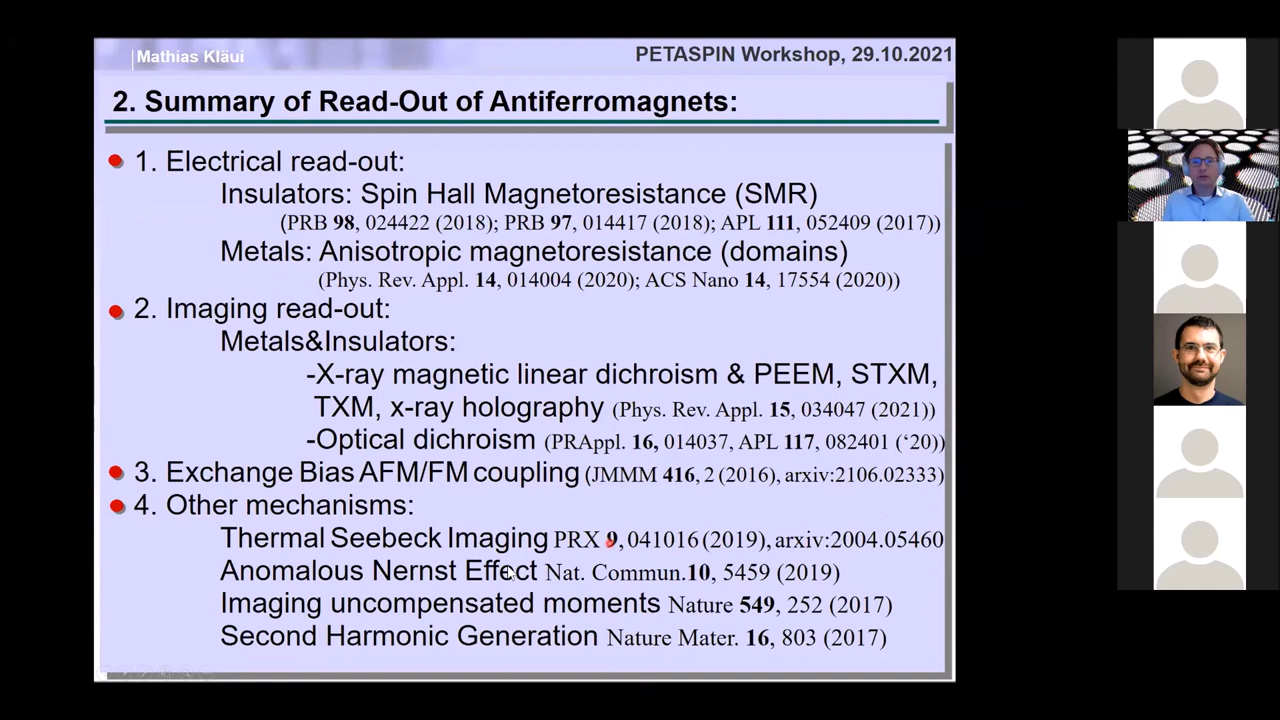 Mathias Kläui
PETASPIN Workshop, 29.10.2021
2. Summary of Read-Out of Antiferromagnets:
1. Electrical read-out:
Insulators: Spin Hall Magnetoresistance (SMR)
(PRB 98, 024422 (2018); PRB 97, 014417 (2018); APL 111, 052409 (2017))
Metals: Anisotropic magnetoresistance (domains)
(Phys. Rev. Appl. 14, 014004 (2020); ACS Nano 14, 17554 (2020))
2. Imaging read-out:
Metals&Insulators:
-X-ray magnetic linear dichroism & PEEM, STXM,
TXM, x-ray holography (Phys. Rev. Appl. 15, 034047 (2021))
-Optical dichroism (PRAppl. 16, 014037, APL 117, 082401 (‘20))
3. Exchange Bias AFM/FM coupling (JMMM 416, 2 (2016), arxiv:2106.02333)
4. Other mechanisms:
Thermal Seebeck Imaging PRX 9, 041016 (2019), arxiv:2004.05460
Anomalous Nernst Effect Nat. Commun.10, 5459 (2019)
Imaging uncompensated moments Nature 549, 252 (2017)
Second Harmonic Generation Nature Mater. 16, 803 (2017)